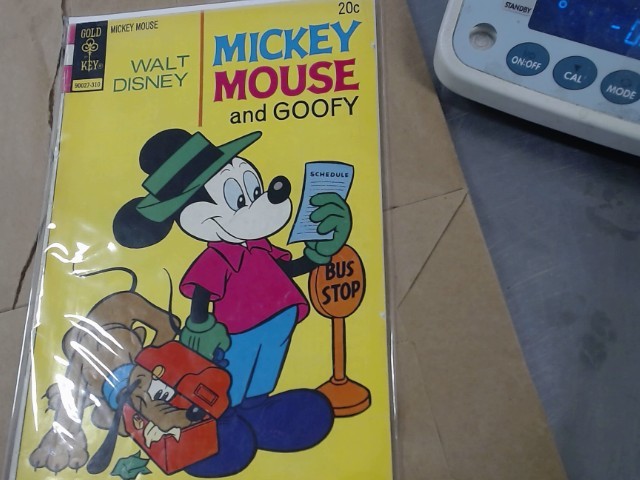 GOLD
KEY®
MICKEY MOUSE
90027-310
WALT
DISNEY
20c
MICKEY
MOUSE
and GOOFY
SCHEDULE
BUS
STOP
STANDBY
ON/OFF
CAL
MODE